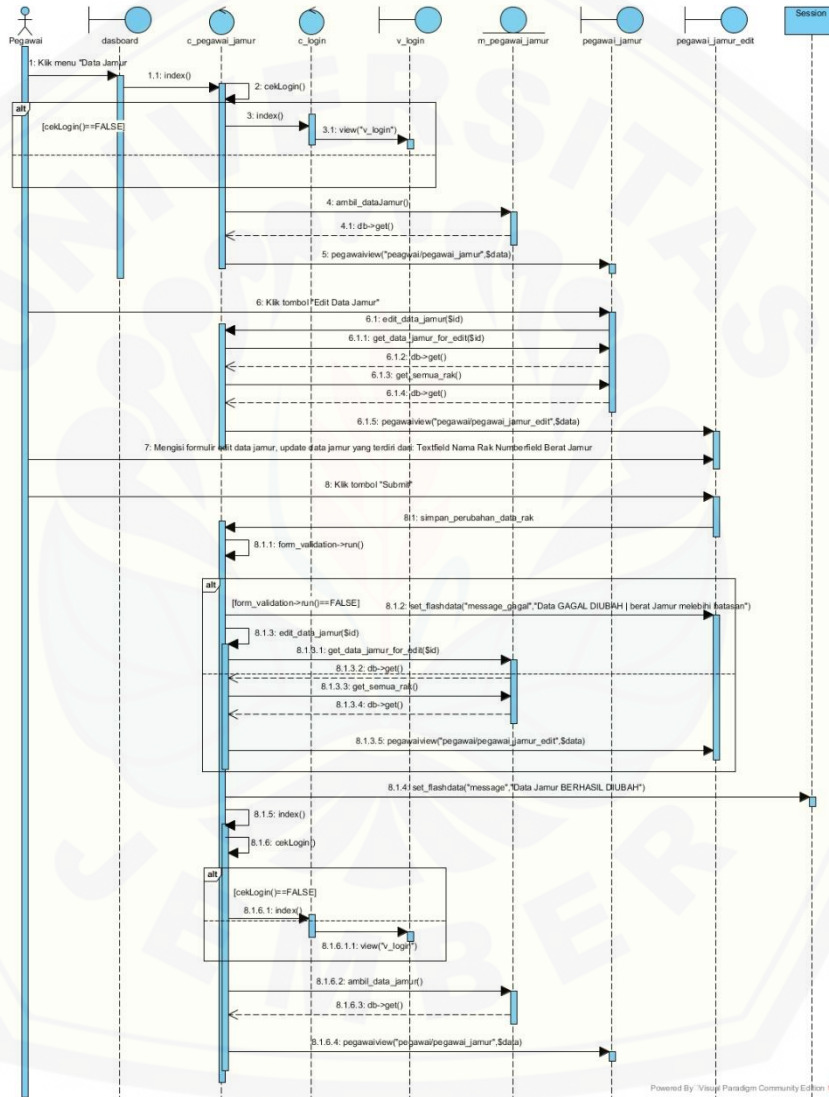 Pegawai
dasboard
c_pegawai_jamur
c_login
v_login
m_pegawai_jamur
pegawai_jamur
pegawai_jamur_edit
Session
1: Klik menu "Data Jamur
1.1: index()
2: cekLogin()
alt
[cekLogin()==FALSE]
3: index()
3.1: view("v_login")
4: ambil_dataJamur()
4.1: db->get()
5: pegawaiview("peagwai/pegawai_jamur",$data)
6: Klik tombol "Edit Data Jamur"
6.1: edit_data_jamur($id)
6.1.1: get_data_jamur_for_edit($id)
6.1.2: db->get()
6.1.3: get_semua_rak()
6.1.4: db->get()
6.1.5: pegawaiview("pegawai/pegawai_jamur_edit",$data)
7: Mengisi formulir edit data jamur, update data jamur yang terdiri dari: Textfield Nama Rak Numberfield Berat Jamur
8: Klik tombol "Submit"
8.1: simpan_perubahan_data_rak
8.1.1: form_validation->run()
alt
[form_validation->run()==FALSE]
8.1.2: set_flashdata("message_gagal","Data GAGAL DIUBAH | berat Jamur melebihi batasan")
8.1.3: edit_data_jamur($id)
8.1.3.1: get_data_jamur_for_edit($id)
8.1.3.2: db->get()
8.1.3.3: get_semua_rak()
8.1.3.4: db->get()
8.1.3.5: pegawaiview("pegawai/pegawai_jamur_edit",$data)
8.1.4: set_flashdata("message","Data Jamur BERHASIL DIUBAH")
8.1.5: index()
8.1.6: cekLogin()
alt
[cekLogin()==FALSE]
8.1.6.1: index()
8.1.6.1.1: view("v_login")
8.1.6.2: ambil_data_jamur()
8.1.6.3: db->get()
8.1.6.4: pegawaiview("pegawai/pegawai_jamur",$data)
UNIVERSITAS
JEMBER
Powered By Visual Paradigm Community Edition